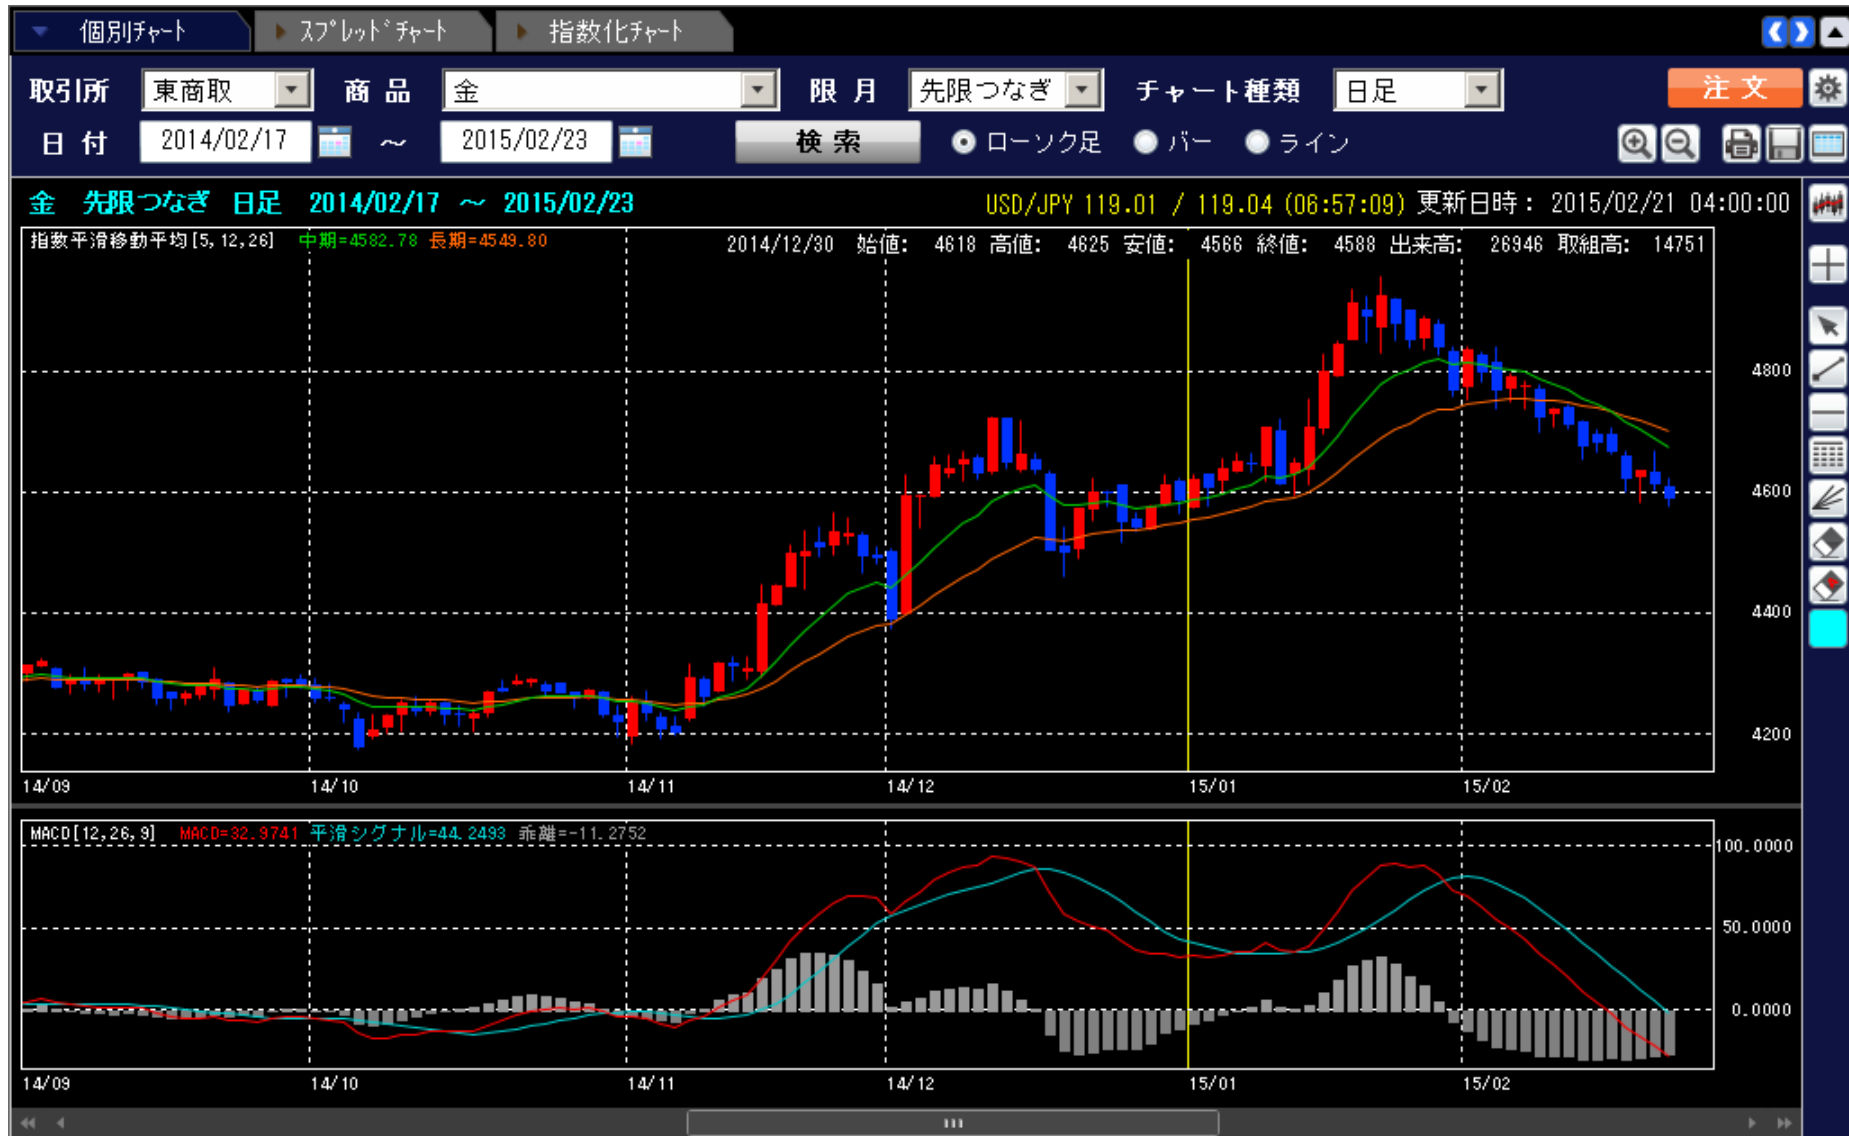 個別ﾁｬｰﾄ ｽﾌﾟﾚｯﾄﾞﾁｬｰﾄ 指数化ﾁｬｰﾄ
取引所 東商取 商品 金 限月 先限つなぎ チャート種類 日足 注文
日付 2014/02/17 ～ 2015/02/23 検索 ローソク足 バー ライン
金 先限つなぎ 日足 2014/02/17 ～ 2015/02/23 USD/JPY 119.01 / 119.04 (06:57:09) 更新日時: 2015/02/21 04:00:00
指数平滑移動平均[5,12,26] 中期=4582.78 長期=4549.80 2014/12/30 始値: 4618 高値: 4625 安値: 4566 終値: 4588 出来高: 26946 取組高: 14751
4800
4600
4400
4200
14/09 14/10 14/11 14/12 15/01 15/02
MACD[12,26,9] MACD=32.9741 平滑シグナル=44.2493 乖離=-11.2752
100.0000
50.0000
0.0000
14/09 14/10 14/11 14/12 15/01 15/02